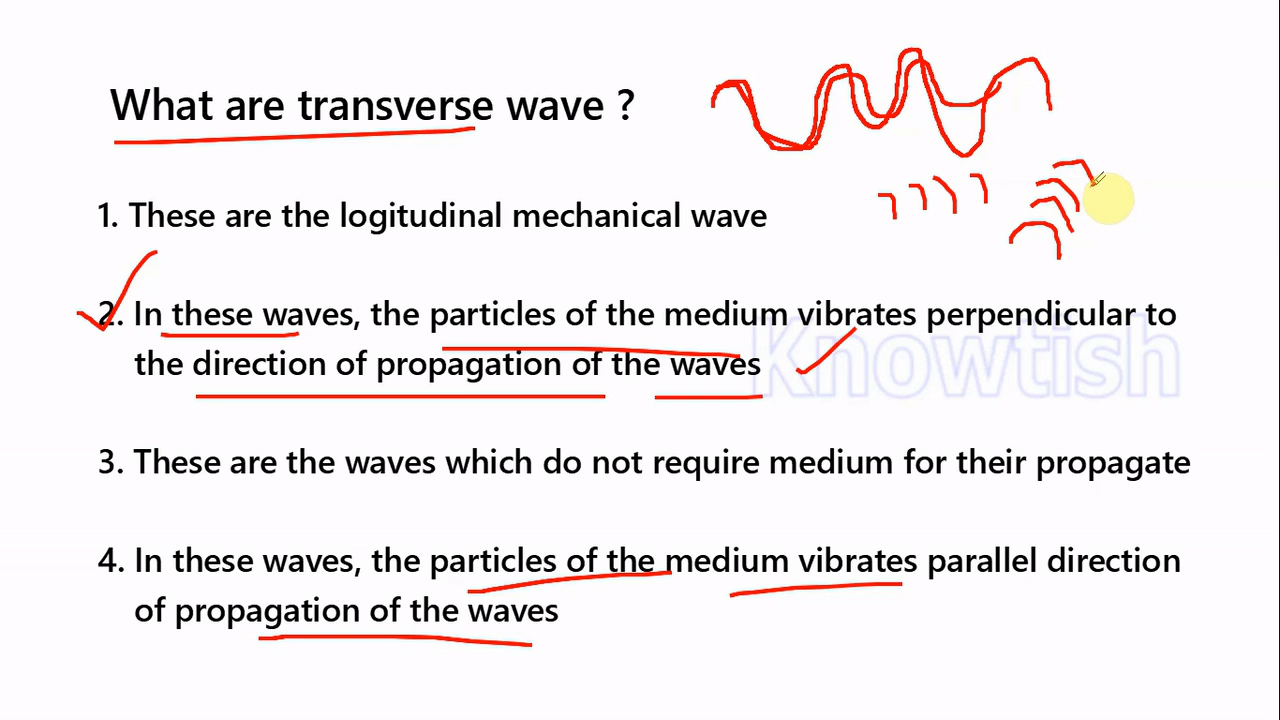 What are transverse wave ?
1. These are the logitudinal mechanical wave
2. In these waves, the particles of the medium vibrates perpendicular to
the direction of propagation of the waves
Knowtish
3. These are the waves which do not require medium for their propagate
4. In these waves, the particles of the medium vibrates parallel direction
of propagation of the waves